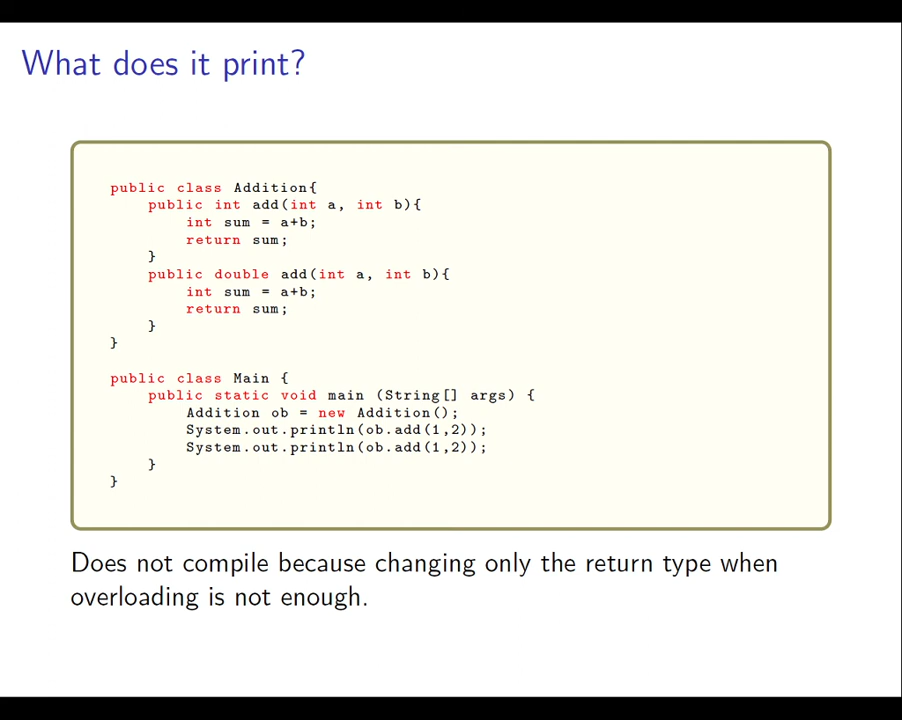 What does it print?
public class Addition{
    public int add(int a, int b){
        int sum = a+b;
        return sum;
    }
    public double add(int a, int b){
        int sum = a+b;
        return sum;
    }
}
public class Main {
    public static void main (String[] args) {
        Addition ob = new Addition();
        System.out.println(ob.add(1,2));
        System.out.println(ob.add(1,2));
    }
}
Does not compile because changing only the return type when
overloading is not enough.